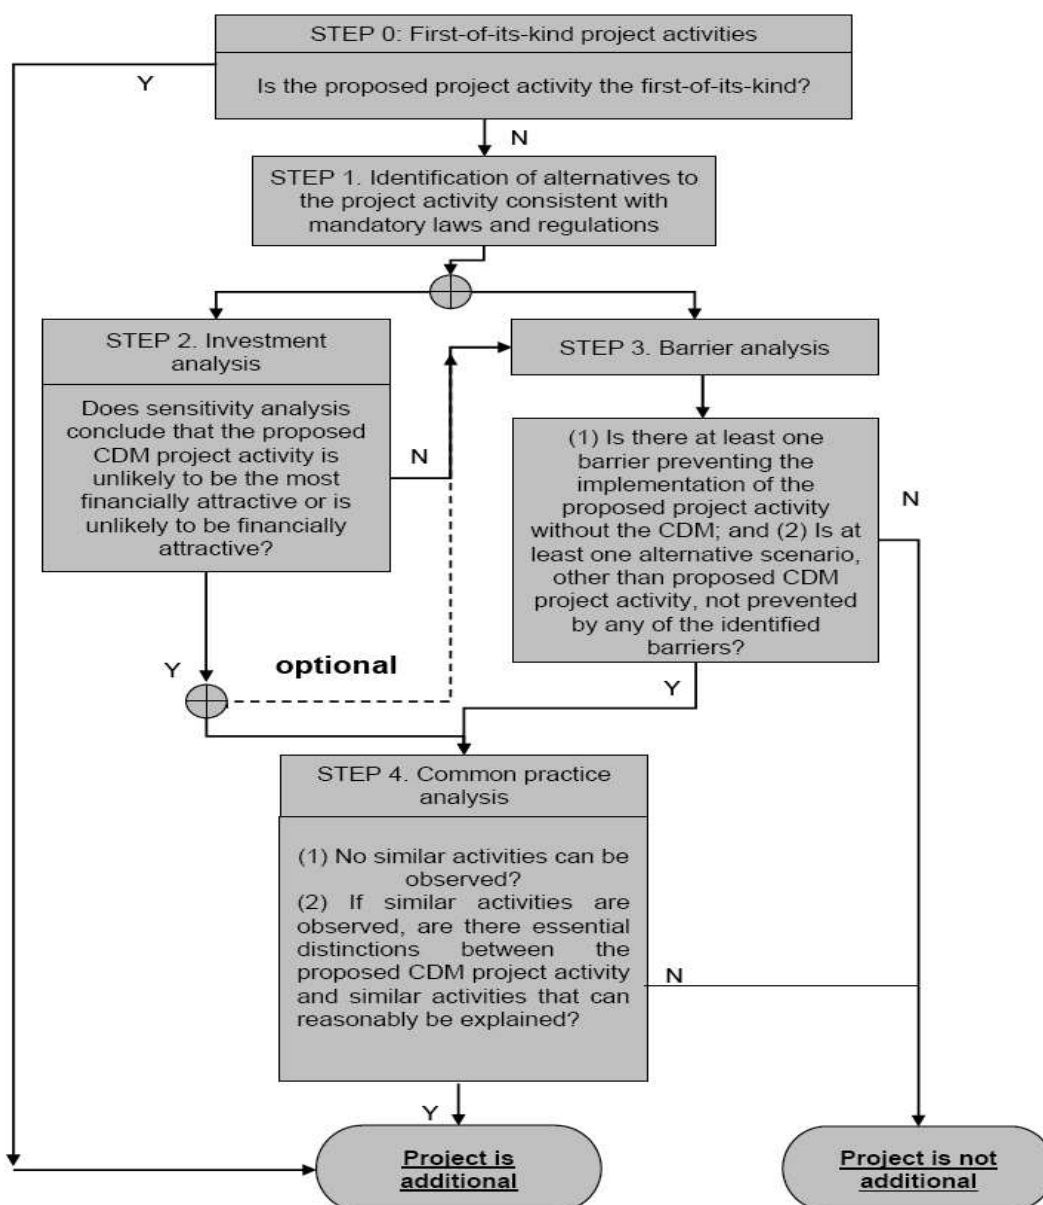 STEP 0: First-of-its-kind project activities
Y
Is the proposed project activity the first-of-its-kind?
N
STEP 1. Identification of alternatives to
the project activity consistent with
mandatory laws and regulations
STEP 2. Investment
analysis
Does sensitivity analysis
conclude that the proposed
CDM project activity is
unlikely to be the most
financially attractive or is
unlikely to be financially
attractive?
N
Y
optional
STEP 3. Barrier analysis
(1) Is there at least one
barrier preventing the
implementation of the
proposed project activity
without the CDM; and (2) Is at
least one alternative scenario,
other than proposed CDM
project activity, not prevented
by any of the identified
barriers?
N
Y
STEP 4. Common practice
analysis
(1) No similar activities can be
observed?
(2) If similar activities are
observed, are there essential
distinctions between the
proposed CDM project activity
and similar activities that can
reasonably be explained?
N
Y
Project is
additional
Project is not
additional